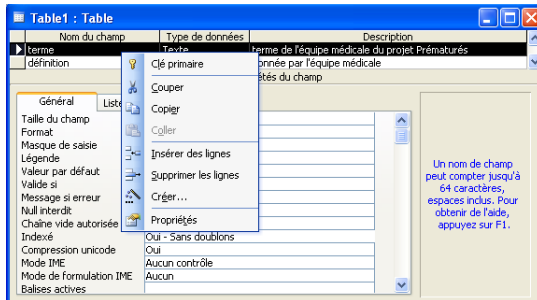 Table1 : Table
Nom du champ Type de données Description
terme Texte terme de l'équipe médicale du projet Prématurés
définition onnée par l'équipe médicale
étés du champ
Clé primaire
Couper
Copier
Coller
Insérer des lignes
Supprimer les lignes
Créer...
Propriétés
Général Liste
Taille du champ
Format
Masque de saisie
Légende
Valeur par défaut
Valide si
Message si erreur
Null interdit
Chaîne vide autorisée
Indexé Oui - Sans doublons
Compression unicode Oui
Mode IME Aucun contrôle
Mode de formulation IME Aucun
Balises actives
Un nom de champ
peut compter jusqu'à
64 caractères,
espaces inclus. Pour
obtenir de l'aide,
appuyez sur F1.